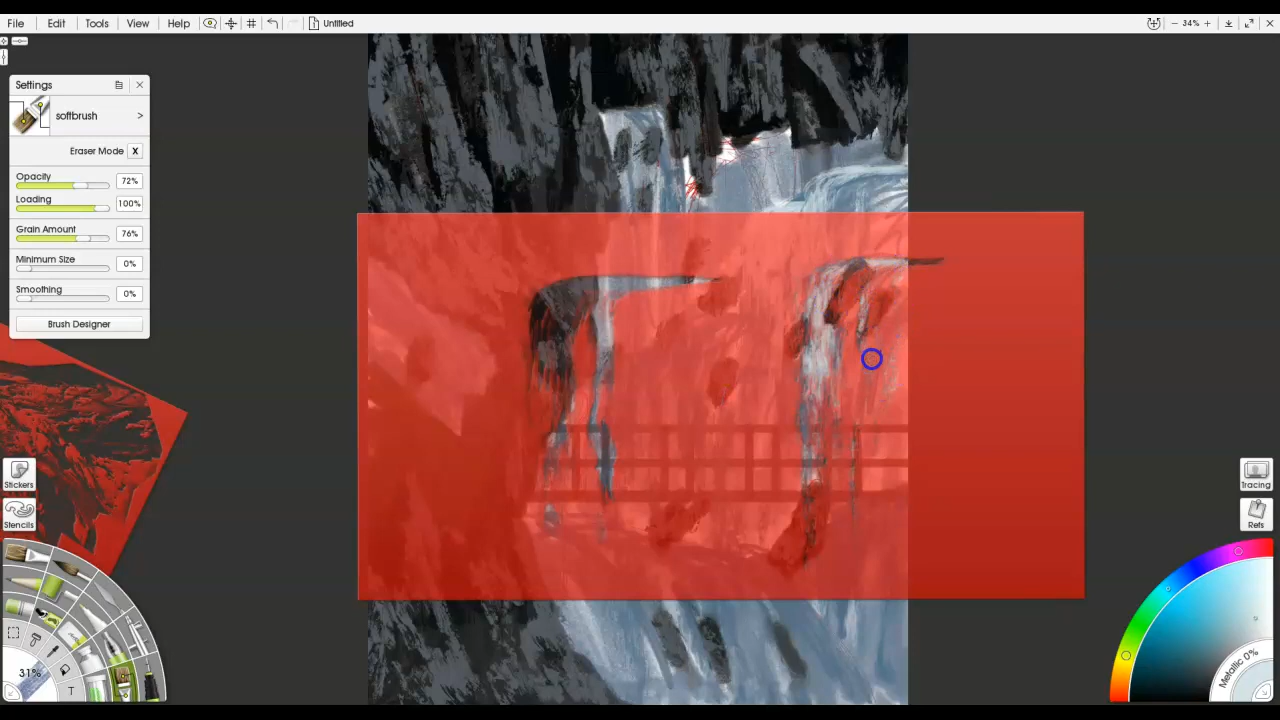 File Edit Tools View Help Untitled 34%
Settings
softbrush
Eraser Mode X
Opacity 72%
Loading 100%
Grain Amount 76%
Minimum Size 0%
Smoothing 0%
Brush Designer
Stickers
Stencils
31%
T
Tracing
Refs
Metallic 0%